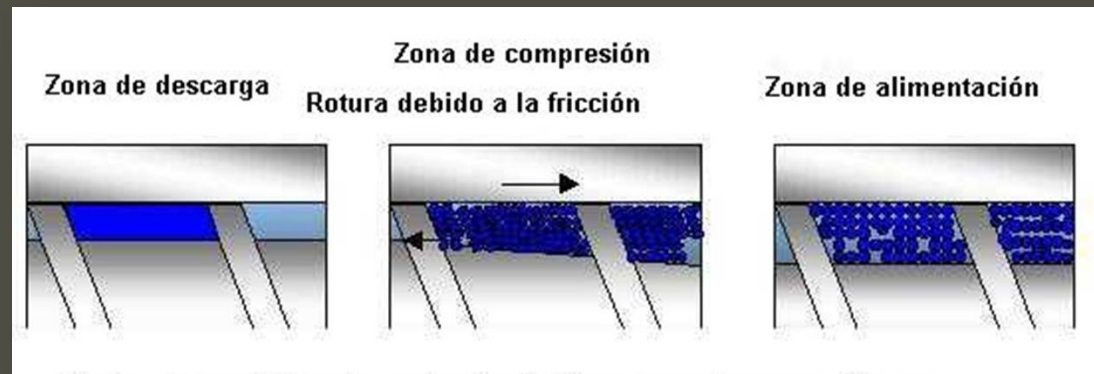 Zona de descarga
Zona de compresión
Rotura debido a la fricción
Zona de alimentación